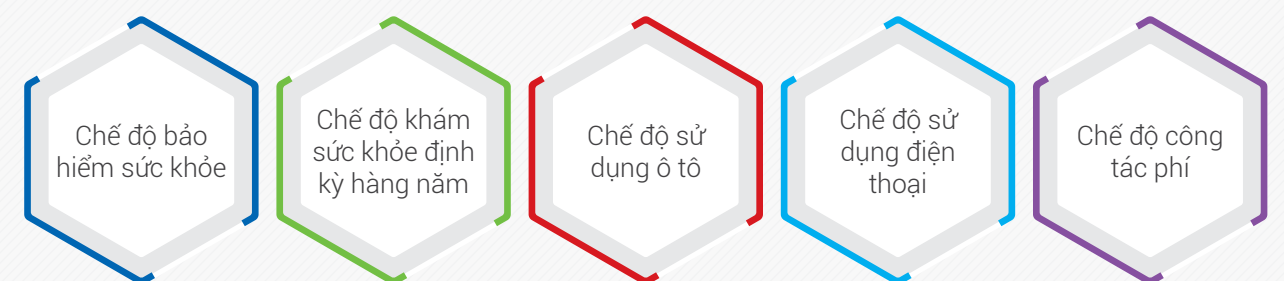 Chế độ bảo
hiểm sức khỏe
Chế độ khám
sức khỏe định
kỳ hàng năm
Chế độ sử
dụng ô tô
Chế độ sử
dụng điện
thoại
Chế độ công
tác phí